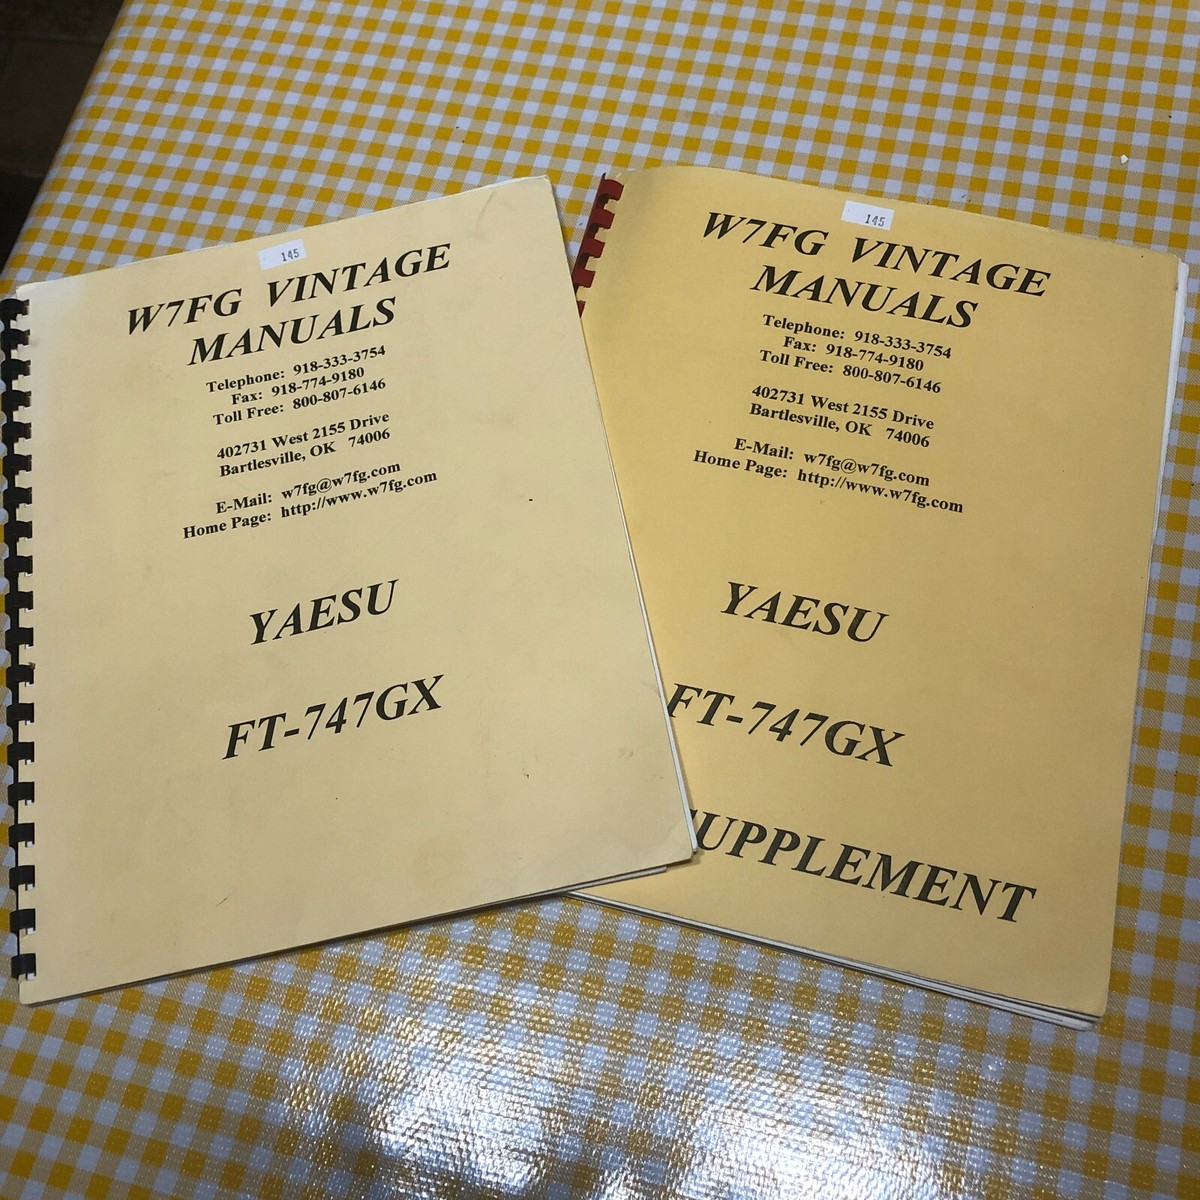 145
W7FG VINTAGE
MANUALS
Telephone: 918-333-3754
Fax: 918-774-9180
Toll Free: 800-807-6146
402731 West 2155 Drive
Bartlesville, OK 74006
E-Mail: w7fg@w7fg.com
Home Page: http://www.w7fg.com
YAESU
FT-747GX
145
W7FG VINTAGE
MANUALS
Telephone: 918-333-3754
Fax: 918-774-9180
Toll Free: 800-807-6146
402731 West 2155 Drive
Bartlesville, OK 74006
E-Mail: w7fg@w7fg.com
Home Page: http://www.w7fg.com
YAESU
FT-747GX
SUPPLEMENT